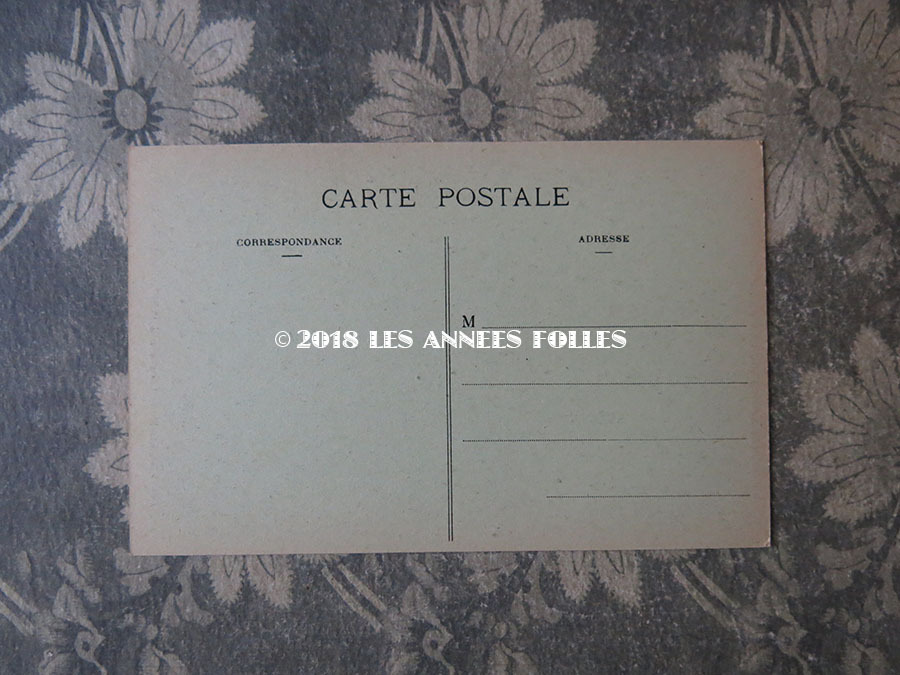 CARTE POSTALE
CORRESPONDANCE
ADRESSE
M
© 2018 LES ANNEES FOLLES